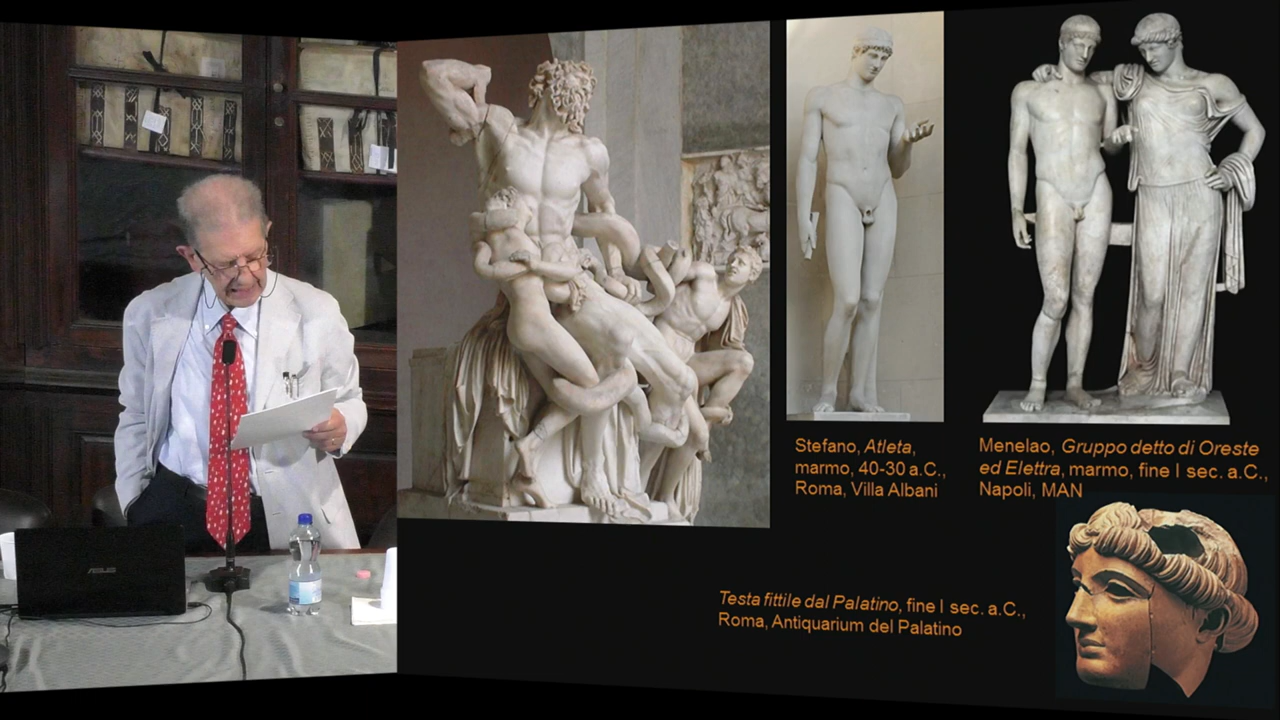 Stefano, Atleta,
marmo, 40-30 a.C.,
Roma, Villa Albani
Menelao, Gruppo detto di Oreste
ed Elettra, marmo, fine I sec. a.C.,
Napoli, MAN
Testa fittile dal Palatino, fine I sec. a.C.,
Roma, Antiquarium del Palatino
ASUS